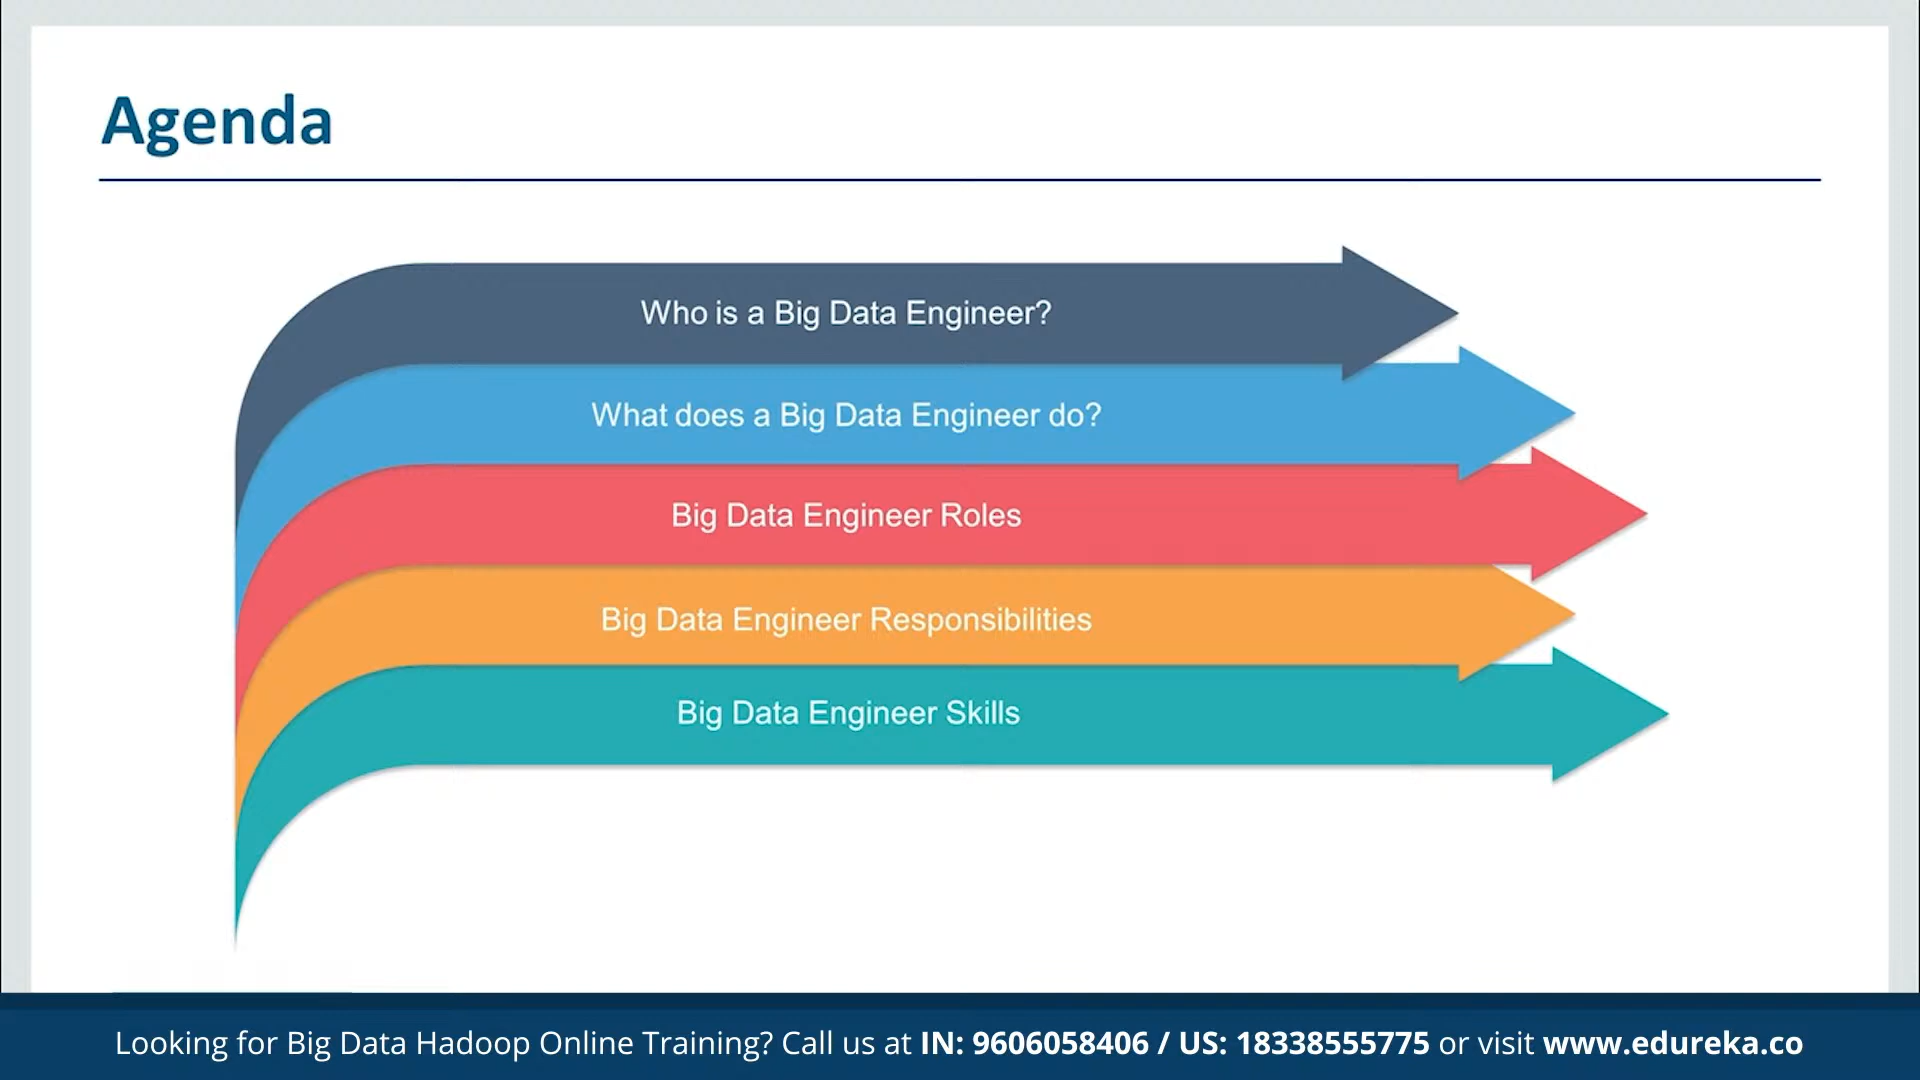 Agenda
Who is a Big Data Engineer?
What does a Big Data Engineer do?
Big Data Engineer Roles
Big Data Engineer Responsibilities
Big Data Engineer Skills
Looking for Big Data Hadoop Online Training? Call us at IN: 9606058406 / US: 18338555775 or visit www.edureka.co